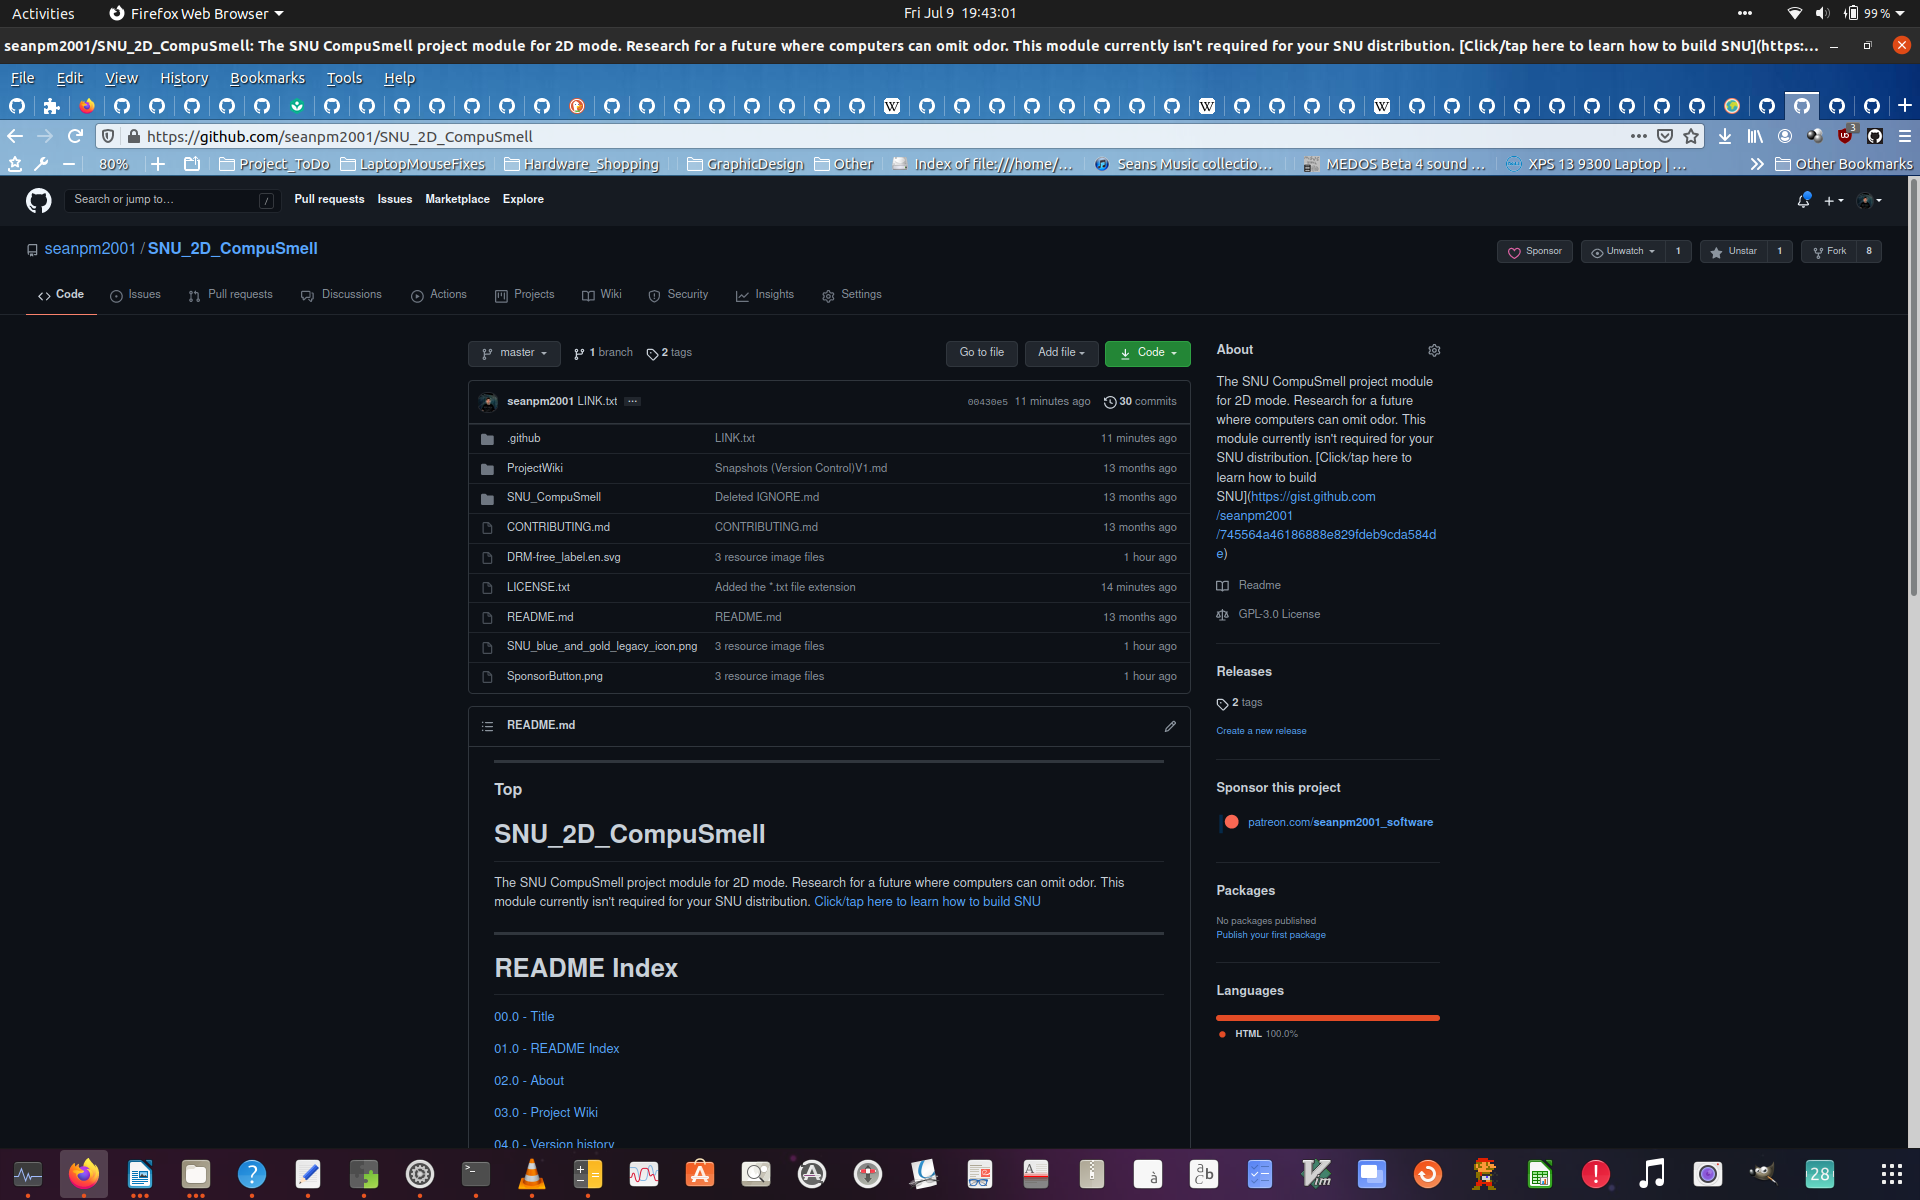 Activities
Firefox Web Browser
Fri Jul 9 19:43:01
99 %
seanpm2001/SNU_2D_CompuSmell: The SNU CompuSmell project module for 2D mode. Research for a future where computers can omit odor. This module currently isn't required for your SNU distribution. [Click/tap here to learn how to build SNU](https:...
File Edit View History Bookmarks Tools Help
https://github.com/seanpm2001/SNU_2D_CompuSmell
3
80%
Project_ToDo
LaptopMouseFixes
Hardware_Shopping
GraphicDesign
Other
Index of file:///home/...
Seans Music collectio...
MEDOS Beta 4 sound ...
XPS 13 9300 Laptop | ...
Other Bookmarks
Search or jump to...
/
Pull requests Issues Marketplace Explore
seanpm2001 / SNU_2D_CompuSmell
Sponsor
Unwatch 1
Unstar 1
Fork 8
Code Issues Pull requests Discussions Actions Projects Wiki Security Insights Settings
master
1 branch
2 tags
Go to file
Add file
Code
seanpm2001 LINK.txt ...
00430e5 11 minutes ago 30 commits
.github LINK.txt 11 minutes ago
ProjectWiki Snapshots (Version Control)V1.md 13 months ago
SNU_CompuSmell Deleted IGNORE.md 13 months ago
CONTRIBUTING.md CONTRIBUTING.md 13 months ago
DRM-free_label.en.svg 3 resource image files 1 hour ago
LICENSE.txt Added the *.txt file extension 14 minutes ago
README.md README.md 13 months ago
SNU_blue_and_gold_legacy_icon.png 3 resource image files 1 hour ago
SponsorButton.png 3 resource image files 1 hour ago
README.md
Top
SNU_2D_CompuSmell
The SNU CompuSmell project module for 2D mode. Research for a future where computers can omit odor. This
module currently isn't required for your SNU distribution. Click/tap here to learn how to build SNU
README Index
00.0 - Title
01.0 - README Index
02.0 - About
03.0 - Project Wiki
04.0 - Version history
About
The SNU CompuSmell project module
for 2D mode. Research for a future
where computers can omit odor. This
module currently isn't required for your
SNU distribution. [Click/tap here to
learn how to build
SNU](https://gist.github.com
/seanpm2001
/745564a46186888e829fdeb9cda584d
e)
Readme
GPL-3.0 License
Releases
2 tags
Create a new release
Sponsor this project
patreon.com/seanpm2001_software
Packages
No packages published
Publish your first package
Languages
HTML 100.0%
28